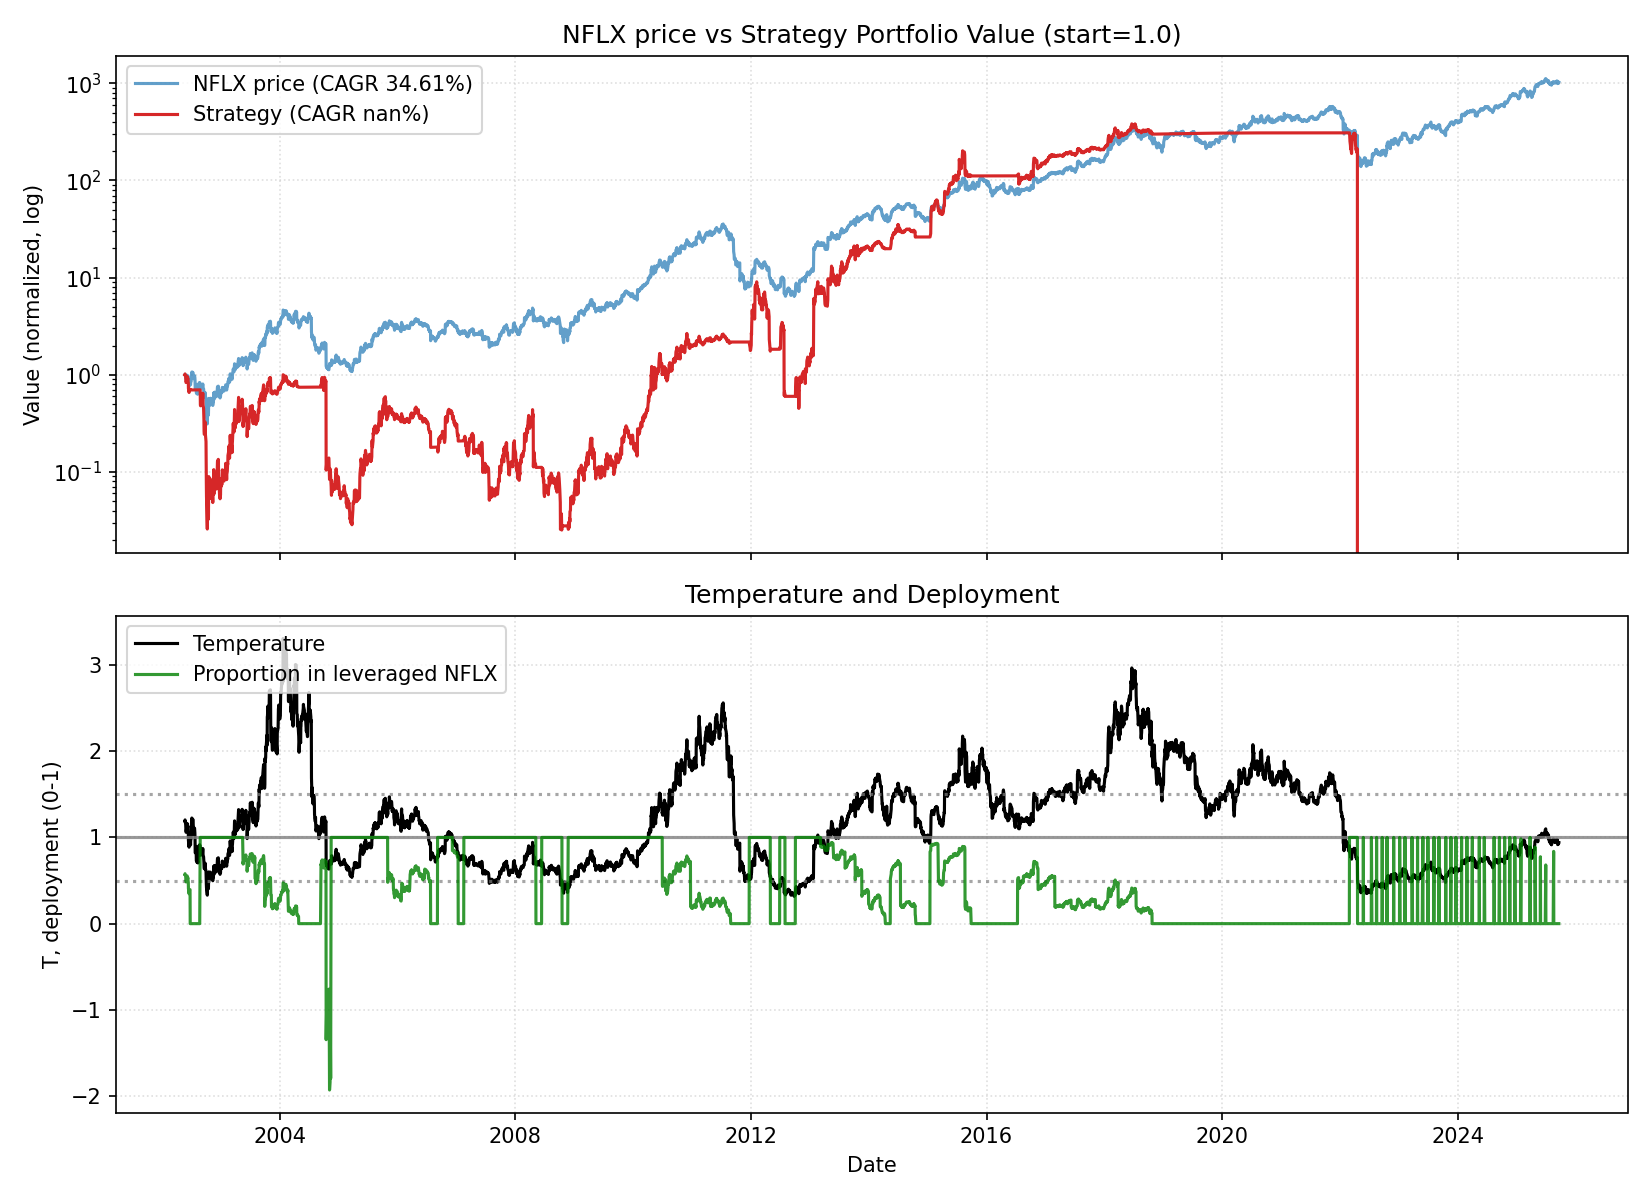 NFLX price vs Strategy Portfolio Value (start=1.0)
NFLX price (CAGR 34.61%)
Strategy (CAGR nan%)
Value (normalized, log)
10³
10²
10¹
10⁰
10⁻¹
Temperature and Deployment
Temperature
Proportion in leveraged NFLX
T, deployment (0-1)
3
2
1
0
−1
−2
2004 2008 2012 2016 2020 2024
Date